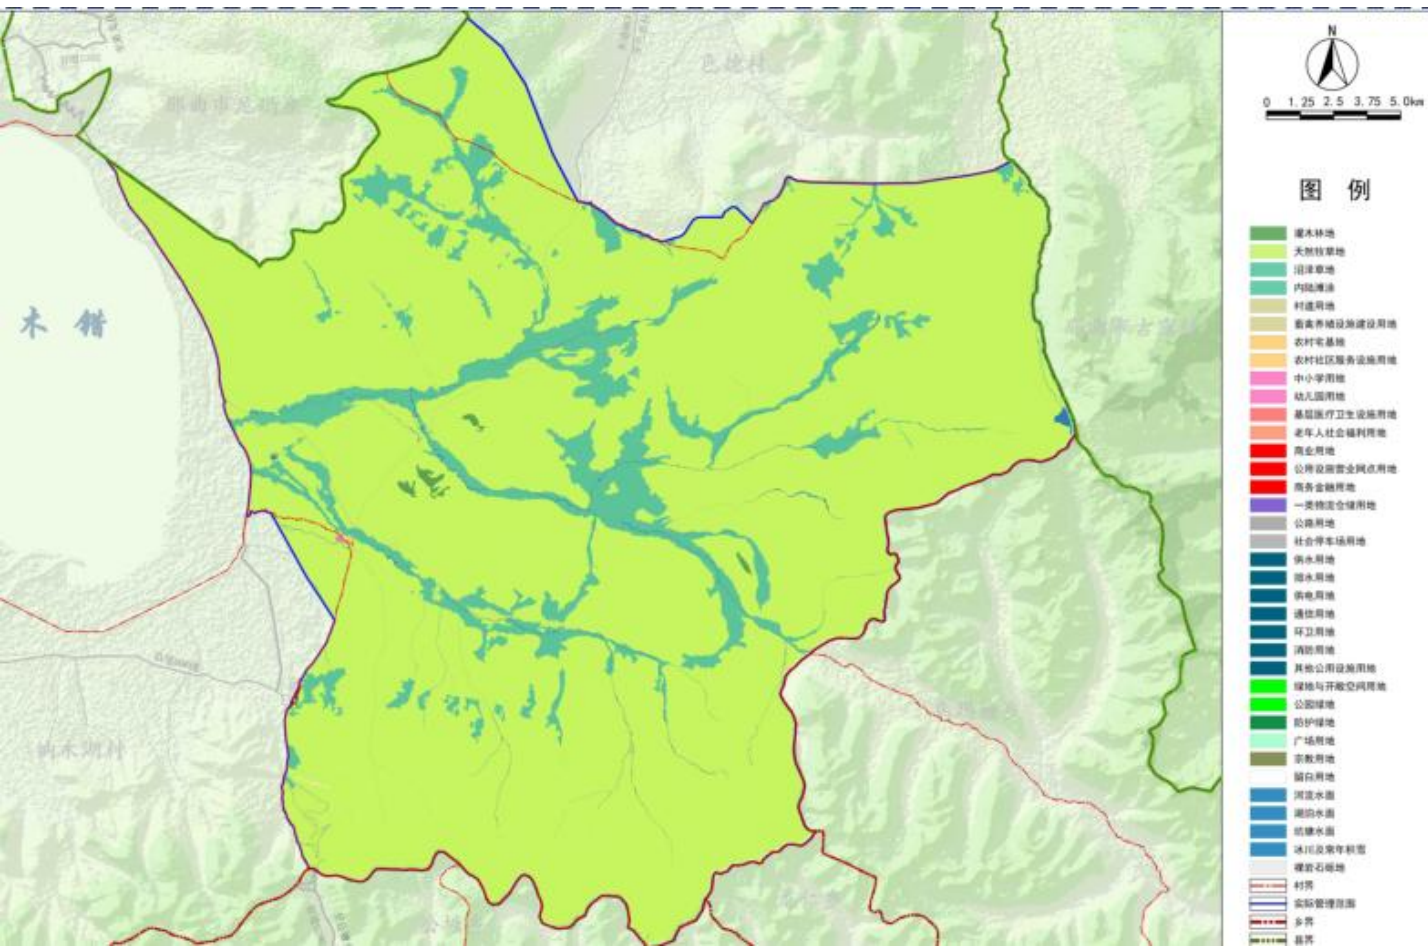 N
0 1.25 2.5 3.75 5.0km
图 例
灌木林地
天然牧草地
沼泽草地
内陆滩涂
村道用地
畜禽养殖设施建设用地
农村宅基地
农村社区服务设施用地
中小学用地
幼儿园用地
基层医疗卫生设施用地
老年人社会福利用地
商业用地
公用设施营业网点用地
商务金融用地
一类物流仓储用地
公路用地
社会停车场用地
供水用地
排水用地
供电用地
通信用地
环卫用地
消防用地
其他公用设施用地
绿地与开敞空间用地
公园绿地
防护绿地
广场用地
宗教用地
留白用地
河流水面
湖泊水面
坑塘水面
冰川及常年积雪
裸岩石砾地
村界
实际管理范围
乡界
县界
木 错
纳木湖村